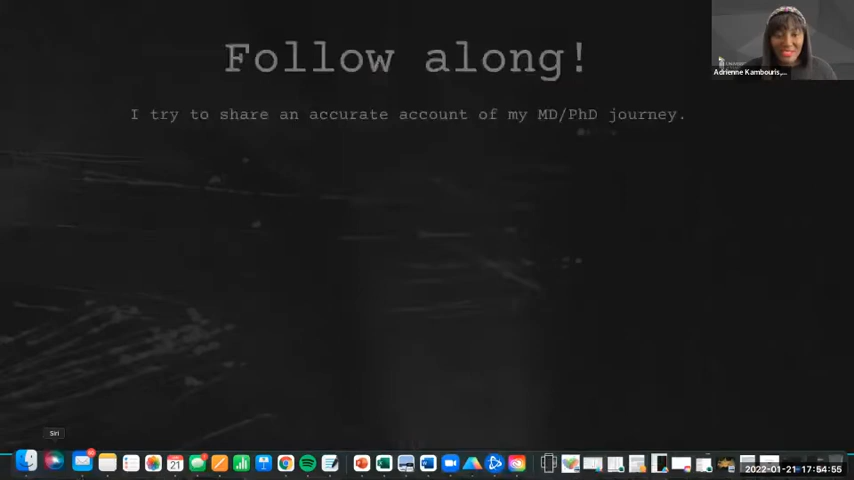 Follow along!
I try to share an accurate account of my MD/PhD journey.
Adrienne Kambouris,...
Siri
21
2022-01-21 17:54:55